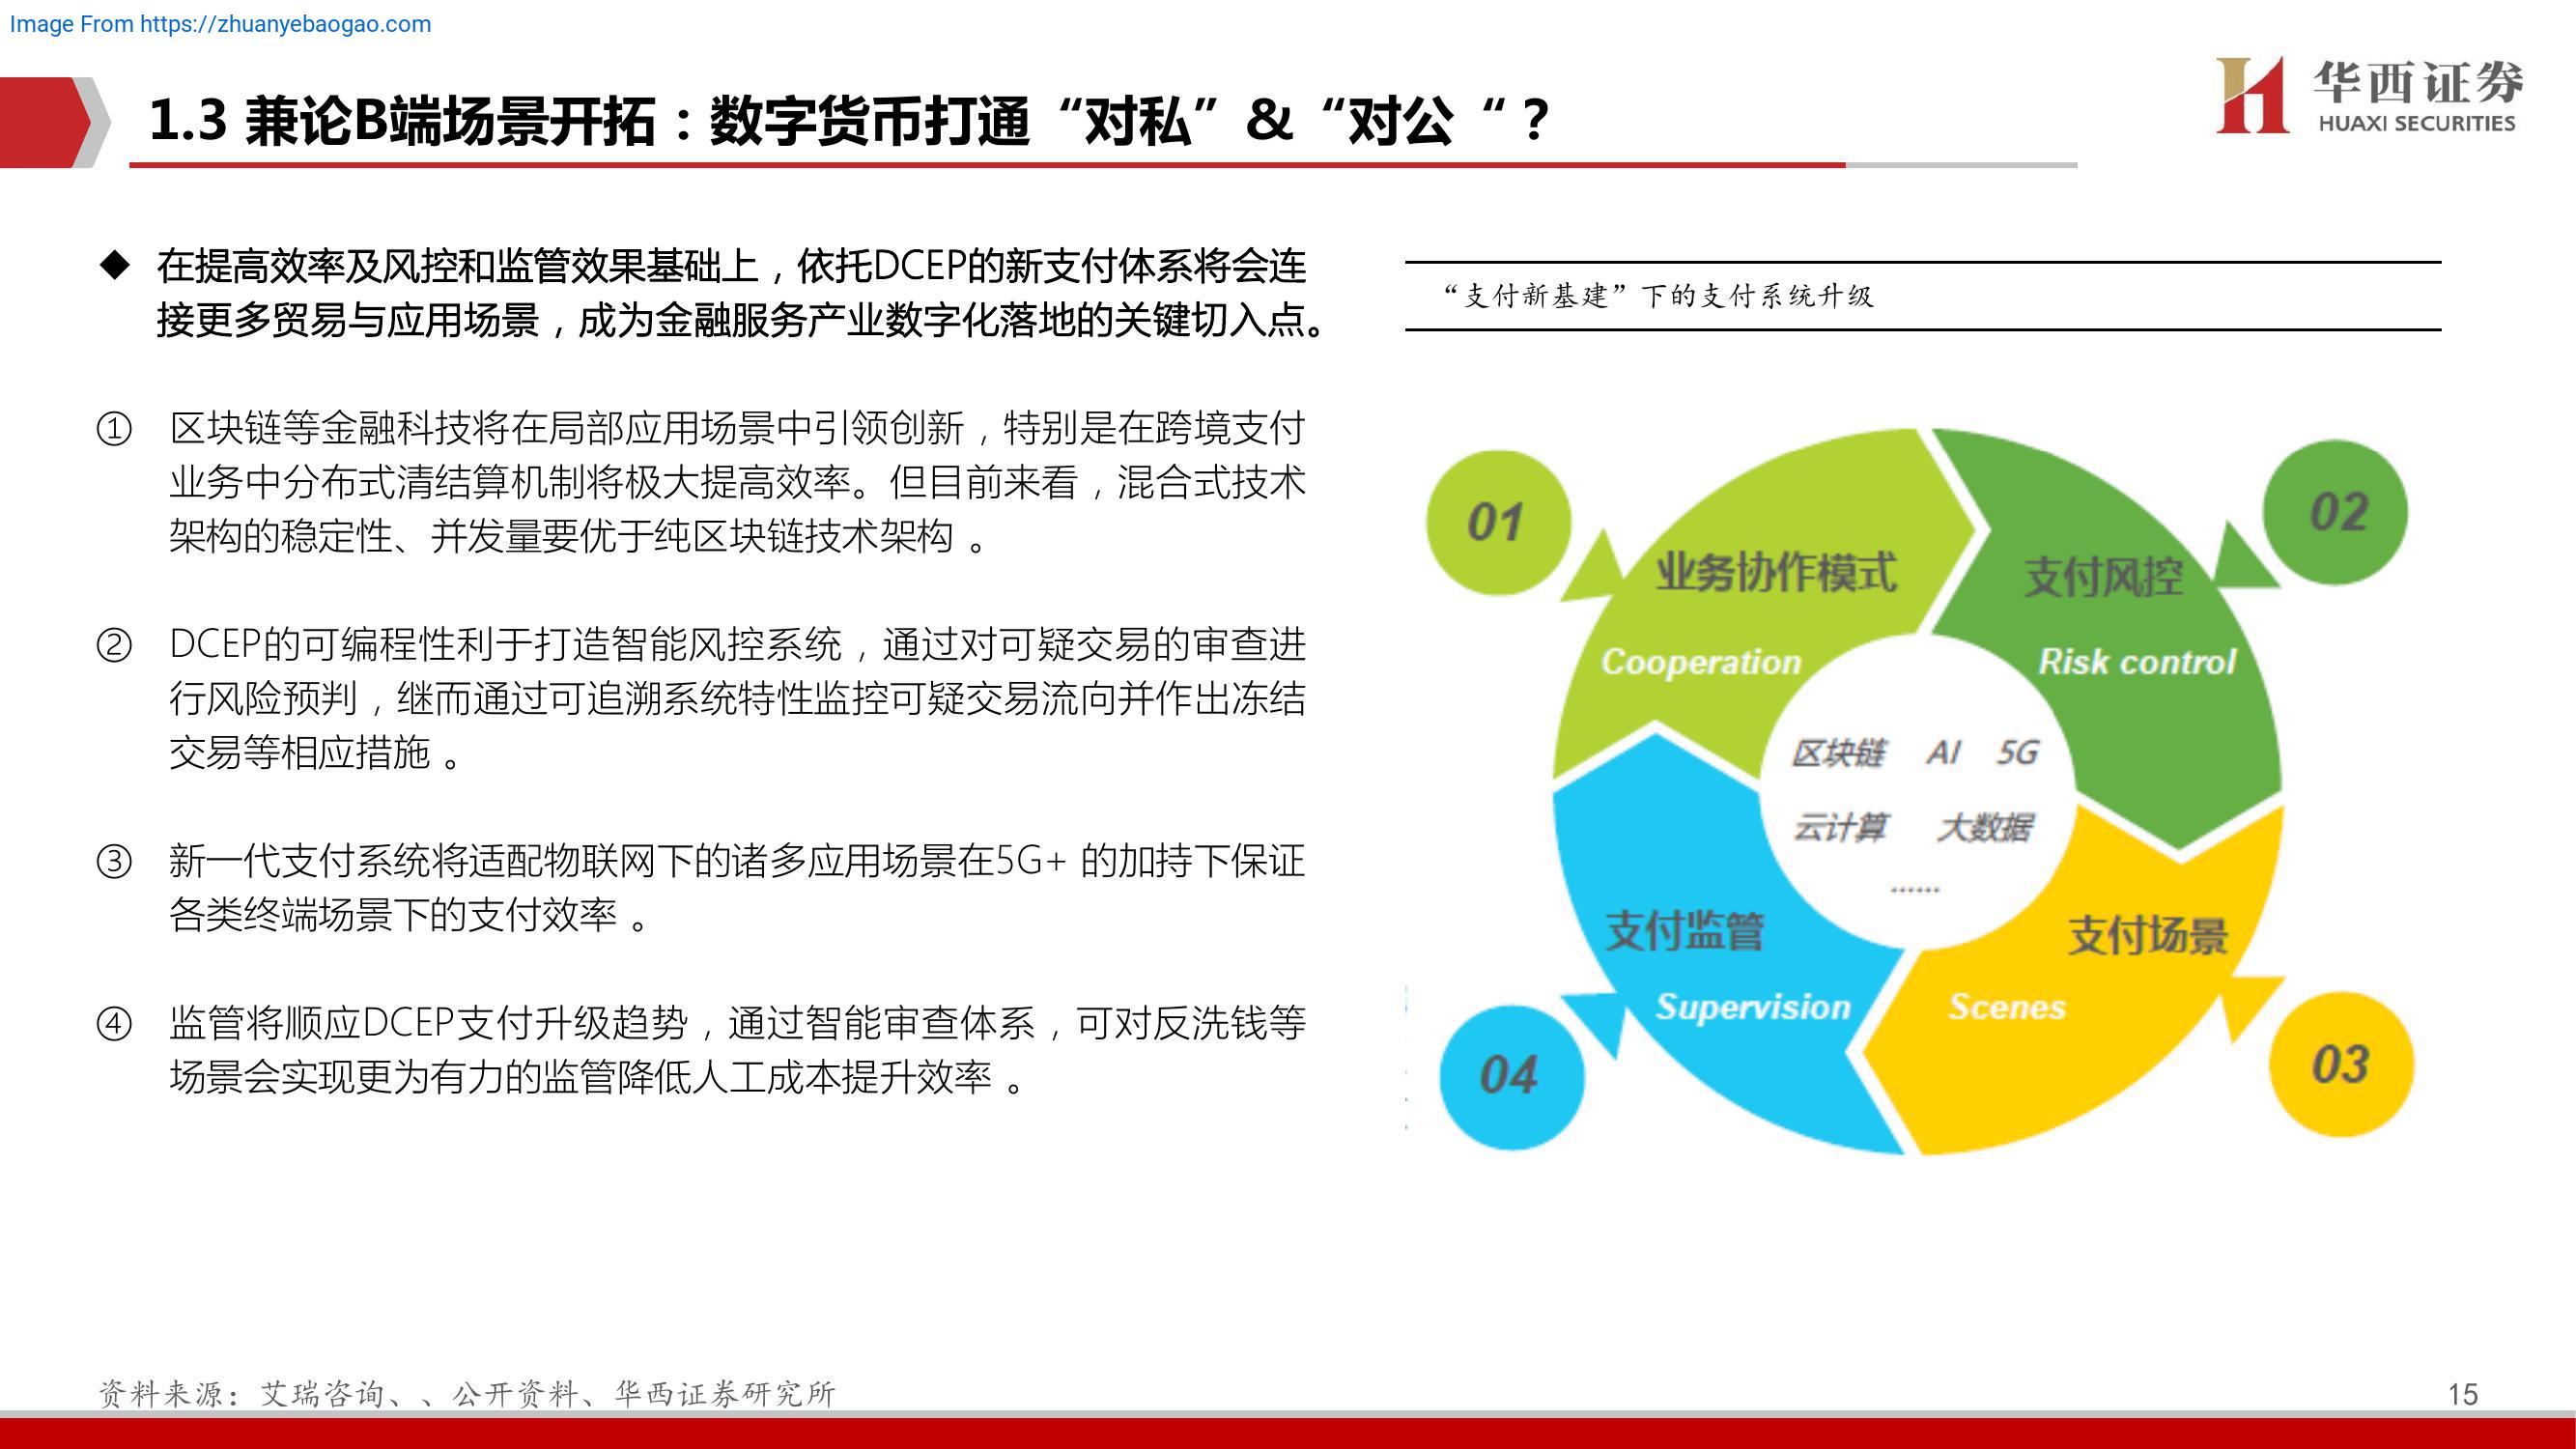 Image From https://zhuanyebaogao.com
1.3 兼论B端场景开拓：数字货币打通“对私”&“对公“？
华西证券
HUAXI SECURITIES
◆ 在提高效率及风控和监管效果基础上，依托DCEP的新支付体系将会连
接更多贸易与应用场景，成为金融服务产业数字化落地的关键切入点。
① 区块链等金融科技将在局部应用场景中引领创新，特别是在跨境支付
业务中分布式清结算机制将极大提高效率。但目前来看，混合式技术
架构的稳定性、并发量要优于纯区块链技术架构 。
② DCEP的可编程性利于打造智能风控系统，通过对可疑交易的审查进
行风险预判，继而通过可追溯系统特性监控可疑交易流向并作出冻结
交易等相应措施 。
③ 新一代支付系统将适配物联网下的诸多应用场景在5G+ 的加持下保证
各类终端场景下的支付效率 。
④ 监管将顺应DCEP支付升级趋势，通过智能审查体系，可对反洗钱等
场景会实现更为有力的监管降低人工成本提升效率 。
“支付新基建”下的支付系统升级
01
业务协作模式
Cooperation
02
支付风控
Risk control
区块链 AI 5G
云计算 大数据
......
支付监管
Supervision
04
支付场景
Scenes
03
资料来源：艾瑞咨询、、公开资料、华西证券研究所
15